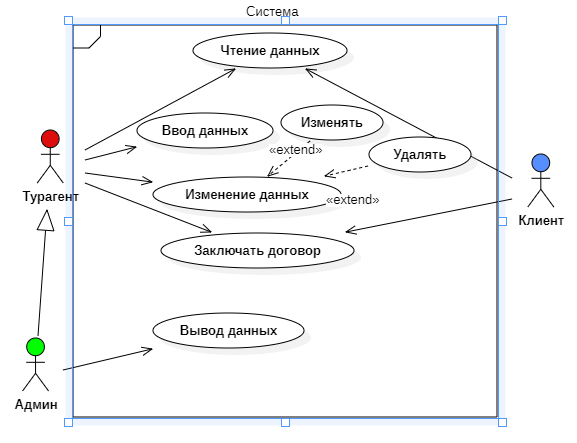 Система
Чтение данных
Изменять
Ввод данных
«extend»
Удалять
Турагент
Изменение данных
«extend»
Клиент
Заключать договор
Вывод данных
Админ